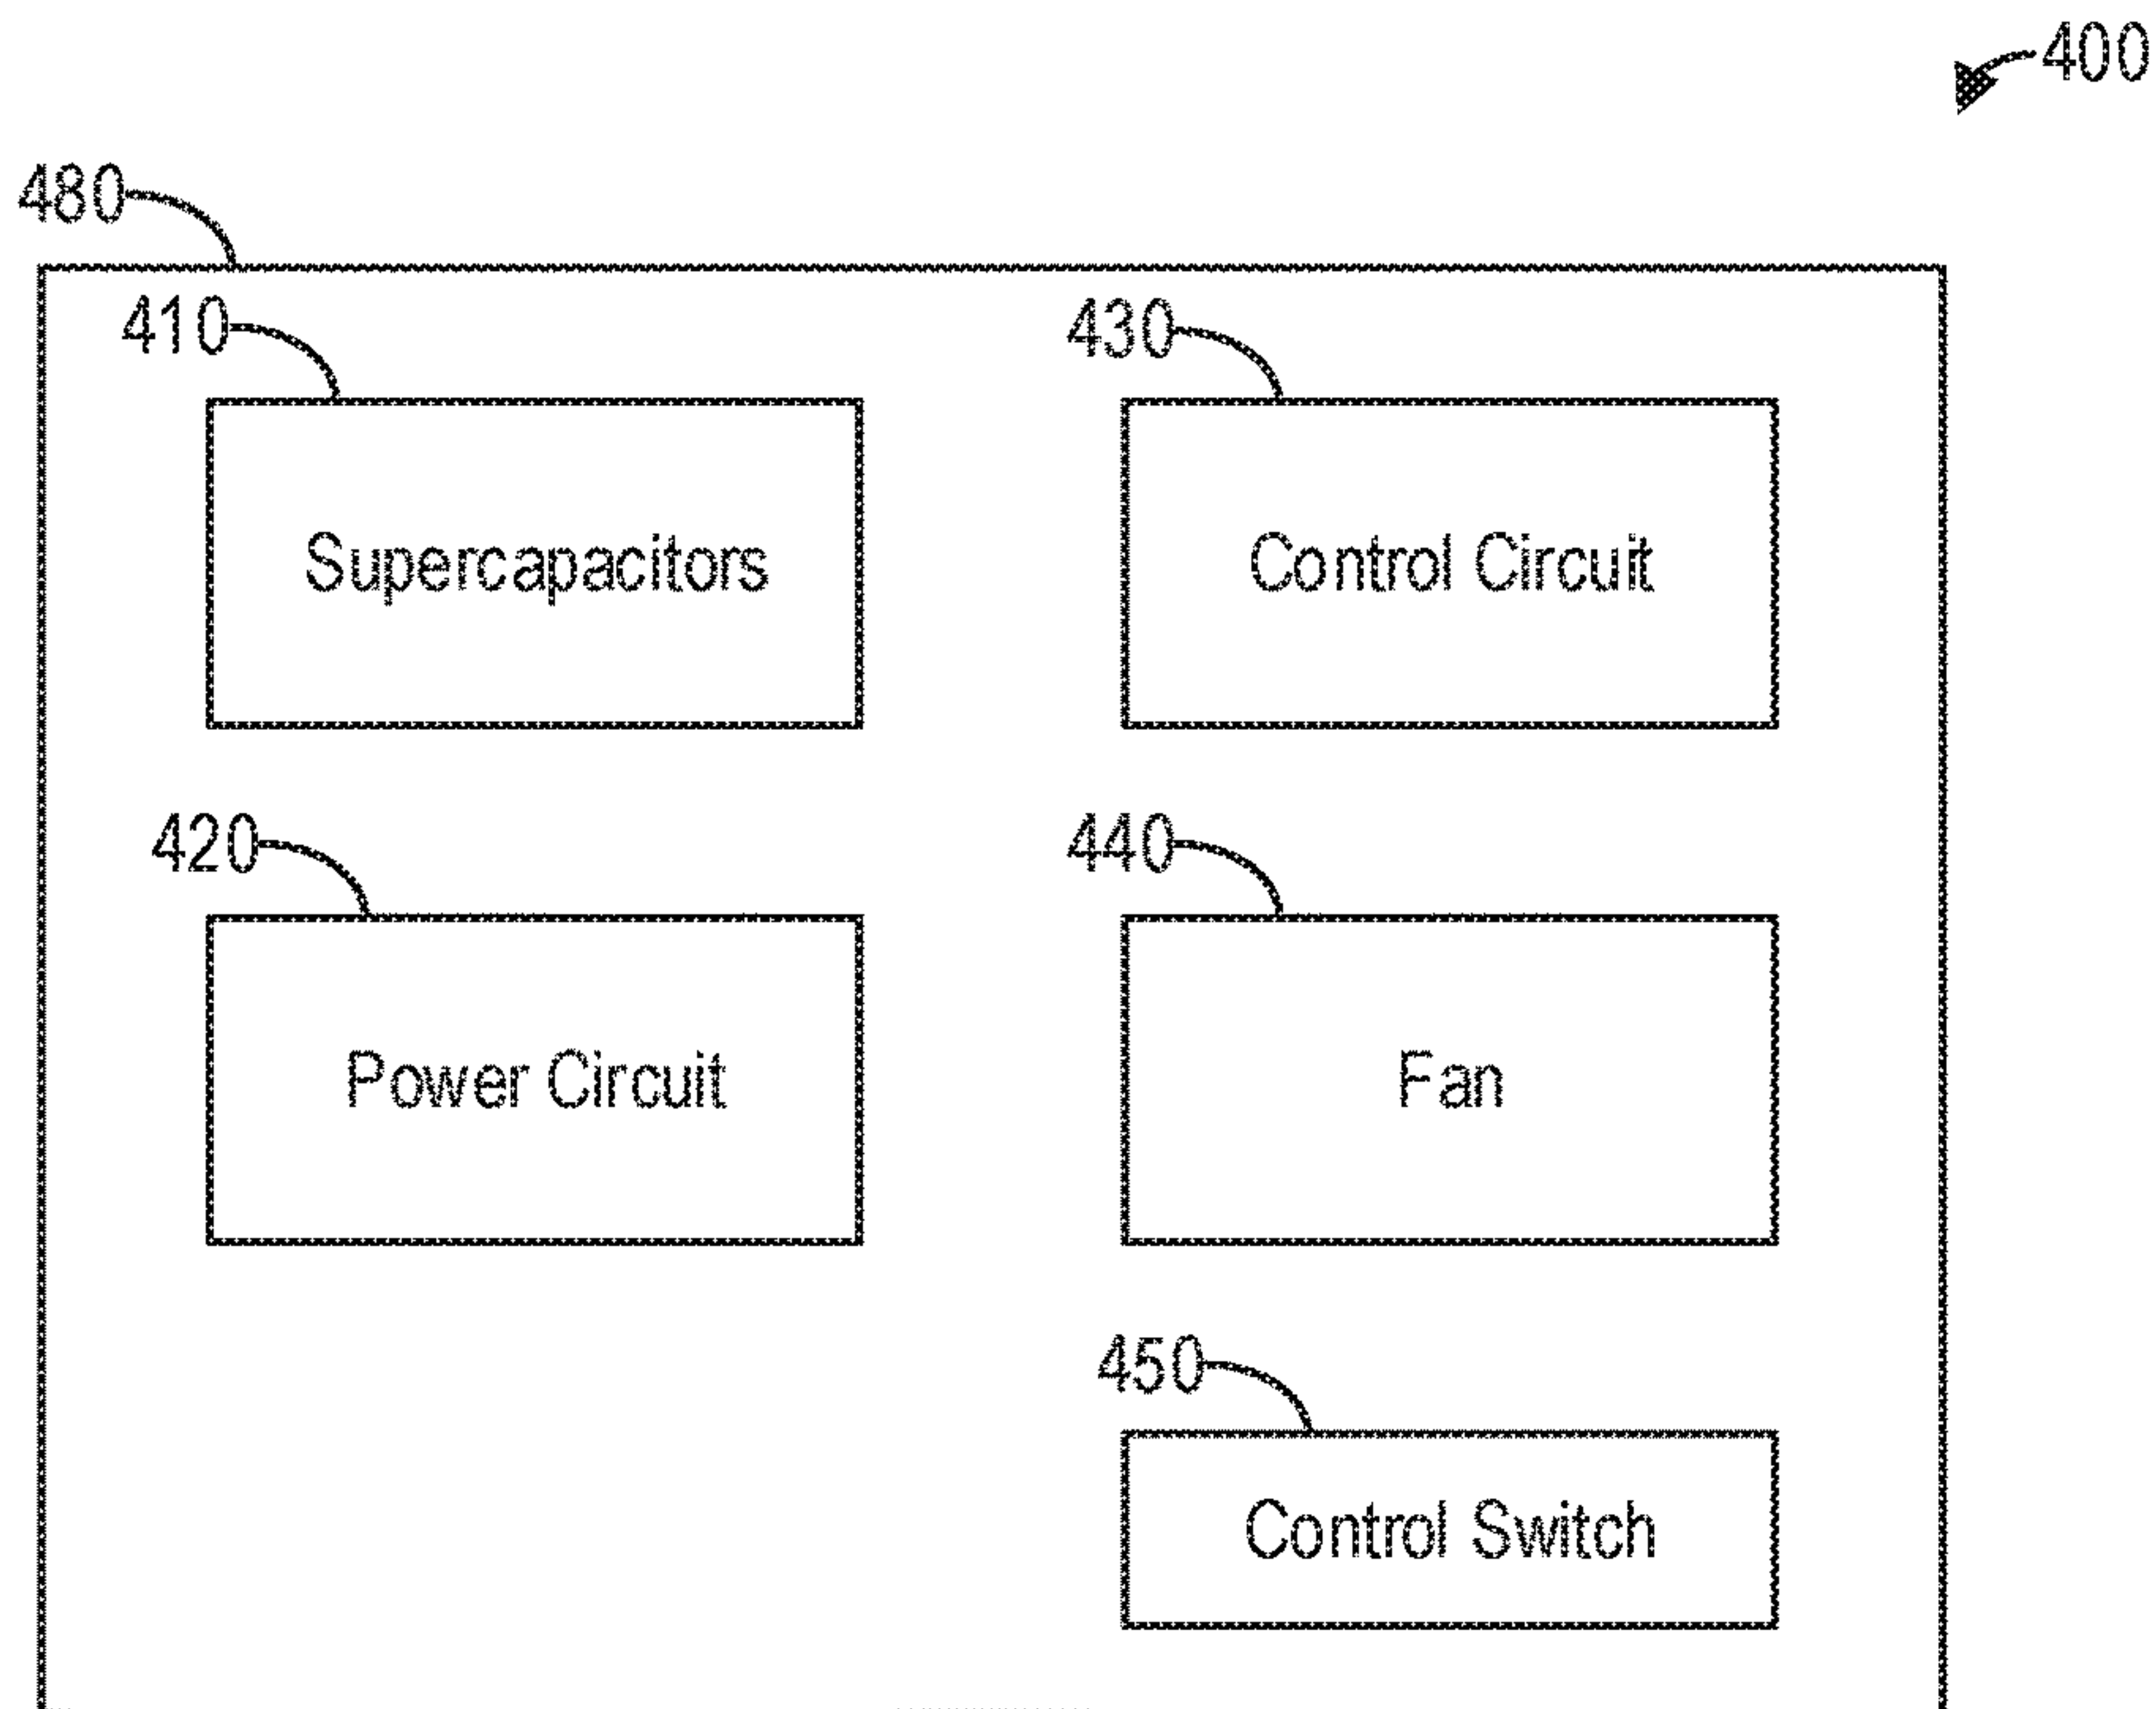 400
480
410
430
Supercapacitors
Control Circuit
420
440
Power Circuit
Fan
450
Control Switch